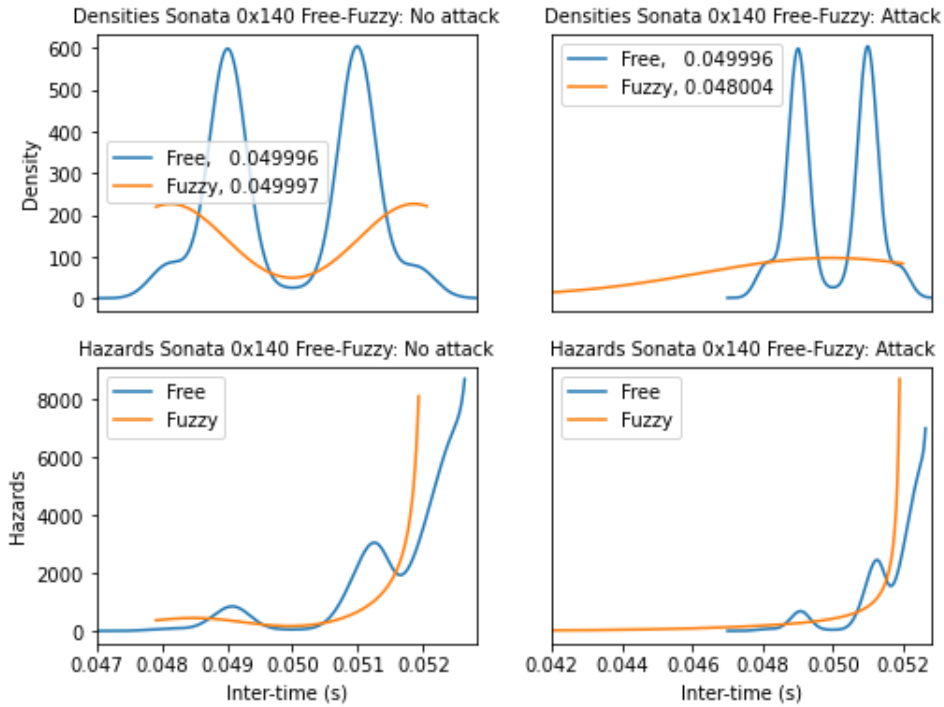 Densities Sonata 0x140 Free-Fuzzy: No attack
Densities Sonata 0x140 Free-Fuzzy: Attack
Density
600
500
400
300
200
100
0
Free, 0.049996
Fuzzy, 0.049997
Free, 0.049996
Fuzzy, 0.048004
Hazards Sonata 0x140 Free-Fuzzy: No attack
Hazards Sonata 0x140 Free-Fuzzy: Attack
Hazards
8000
6000
4000
2000
0
Free
Fuzzy
Free
Fuzzy
0.047 0.048 0.049 0.050 0.051 0.052
0.042 0.044 0.046 0.048 0.050 0.052
Inter-time (s)
Inter-time (s)